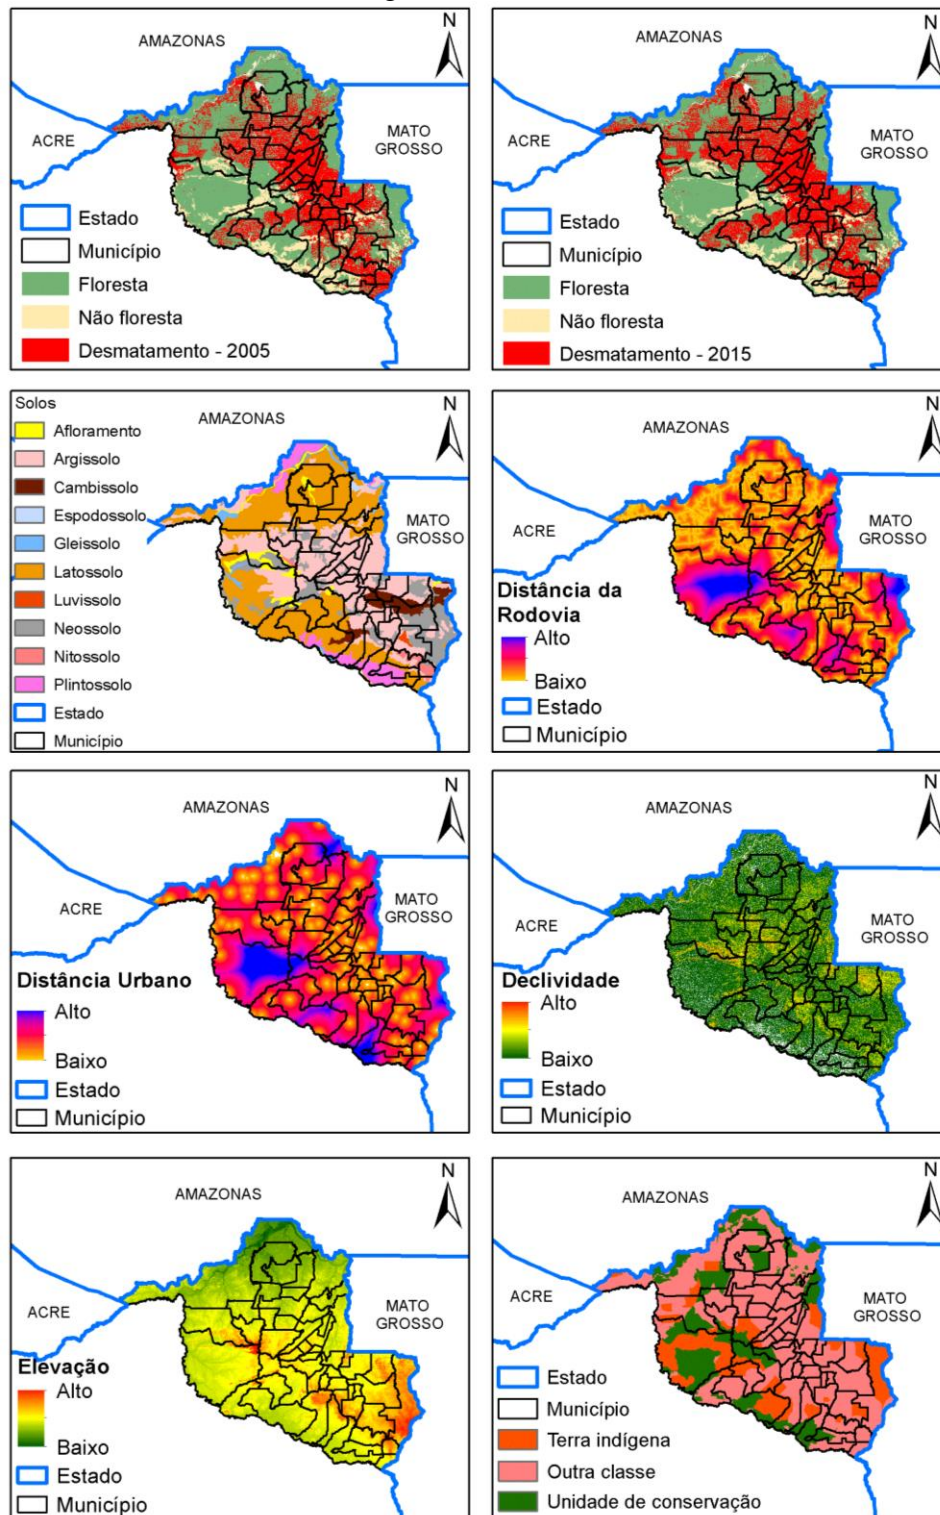 AMAZONAS
N
ACRE
MATO
GROSSO
Estado
Município
Floresta
Não floresta
Desmatamento - 2005
AMAZONAS
N
ACRE
MATO
GROSSO
Estado
Município
Floresta
Não floresta
Desmatamento - 2015
Solos
AMAZONAS
N
Afloramento
Argissolo
Cambissolo
Espodossolo
Gleissolo
Latossolo
Luvissolo
Neossolo
Nitossolo
Plintossolo
Estado
Município
MATO
GROSSO
AMAZONAS
N
ACRE
MATO
GROSSO
Distância da
Rodovia
Alto
Baixo
Estado
Município
AMAZONAS
N
ACRE
MATO
GROSSO
Distância Urbano
Alto
Baixo
Estado
Município
AMAZONAS
N
ACRE
MATO
GROSSO
Declividade
Alto
Baixo
Estado
Município
AMAZONAS
N
ACRE
MATO
GROSSO
Elevação
Alto
Baixo
Estado
Município
AMAZONAS
N
ACRE
MATO
GROSSO
Estado
Município
Terra indígena
Outra classe
Unidade de conservação